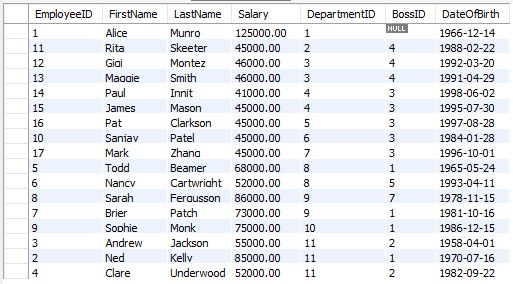 EmployeeID FirstName LastName Salary DepartmentID BossID DateOfBirth
1 Alice Munro 125000.00 1 NULL 1966-12-14
11 Rita Skeeter 45000.00 2 4 1988-02-22
12 Gigi Montez 46000.00 3 4 1992-03-20
13 Maggie Smith 46000.00 3 4 1991-04-29
14 Paul Innit 41000.00 4 3 1998-06-02
15 James Mason 45000.00 4 3 1995-07-30
16 Pat Clarkson 45000.00 5 3 1997-08-28
10 Sanjay Patel 45000.00 6 3 1984-01-28
17 Mark Zhang 45000.00 7 3 1996-10-01
5 Todd Beamer 68000.00 8 1 1965-05-24
6 Nancy Cartwright 52000.00 8 5 1993-04-11
8 Sarah Fergusson 86000.00 9 7 1978-11-15
7 Brier Patch 73000.00 9 1 1981-10-16
9 Sophie Monk 75000.00 10 1 1986-12-15
3 Andrew Jackson 55000.00 11 2 1958-04-01
2 Ned Kelly 85000.00 11 1 1970-07-16
4 Clare Underwood 52000.00 11 2 1982-09-22